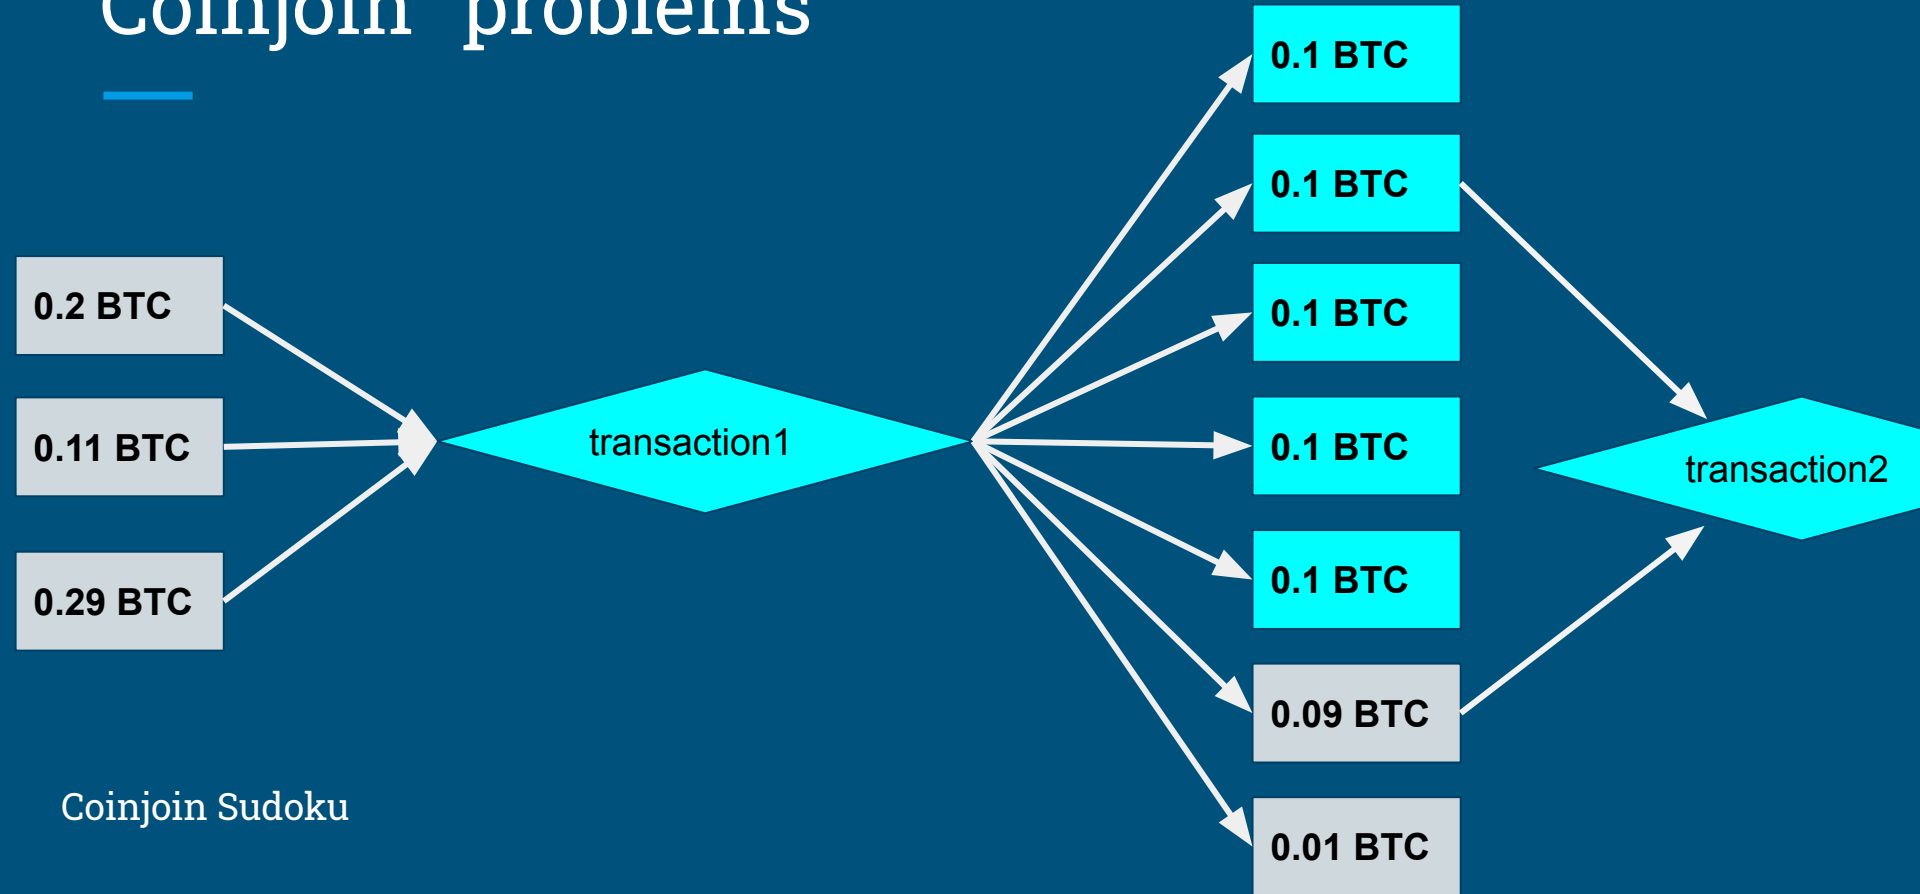 Coinjoin problems
0.2 BTC
0.11 BTC
0.29 BTC
transaction1
0.1 BTC
0.1 BTC
0.1 BTC
0.1 BTC
0.1 BTC
0.09 BTC
0.01 BTC
transaction2
Coinjoin Sudoku